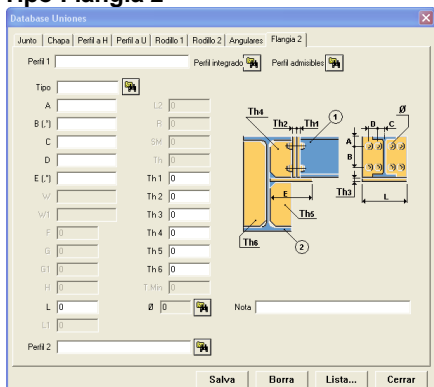 Tipo Flangia 2
Database Uniones
Junto Chapa Perfil a H Perfil a U Rodillo 1 Rodillo 2 Angulares Flangia 2
Perfil 1 Perfil integrado Perfil admisibles
Tipo
A L2 0
B (,*) R 0
C SM 0
D Th 0
E (,*) Th 1 0
W Th 2 0
W1 Th 3 0
F 0 Th 4 0
G 0 Th 5 0
G1 0 Th 6 0
H 0 T.Min 0
L 0 Ø 0 Nota
L1 0
Perfil 2
Th4 Th2 Th1 1 D C Ø
A
B
E Th3
Th5 L
Th6 2
Salva Borra Lista... Cerrar